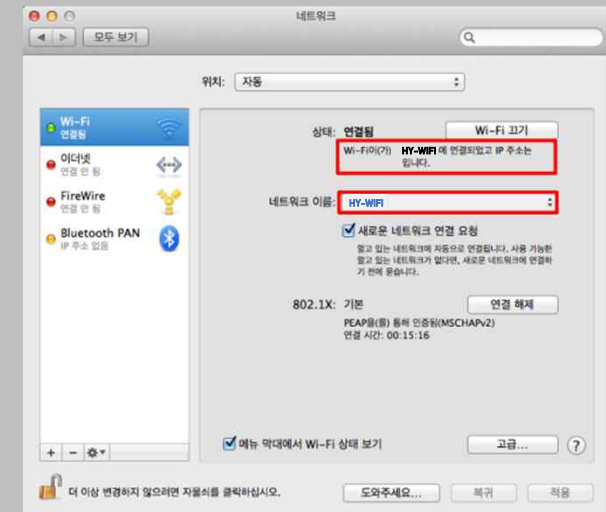 네트워크
모두 보기
위치: 자동
Wi-Fi
연결됨
이더넷
연결 안 됨
FireWire
연결 안 됨
Bluetooth PAN
IP 주소 없음
상태: 연결됨
Wi-Fi 끄기
Wi-Fi이(가) HY-WIFI 에 연결되었고 IP 주소는
입니다.
네트워크 이름: HY-WIFI
새로운 네트워크 연결 요청
알고 있는 네트워크에 자동으로 연결됩니다. 사용 가능한
알고 있는 네트워크가 없다면, 새로운 네트워크에 연결하
기 전에 묻습니다.
802.1X: 기본
연결 해제
PEAP을(를) 통해 인증됨(MSCHAPv2)
연결 시간: 00:15:16
메뉴 막대에서 Wi-Fi 상태 보기
고급...
?
더 이상 변경하지 않으려면 자물쇠를 클릭하십시오.
도와주세요...
복귀
적용